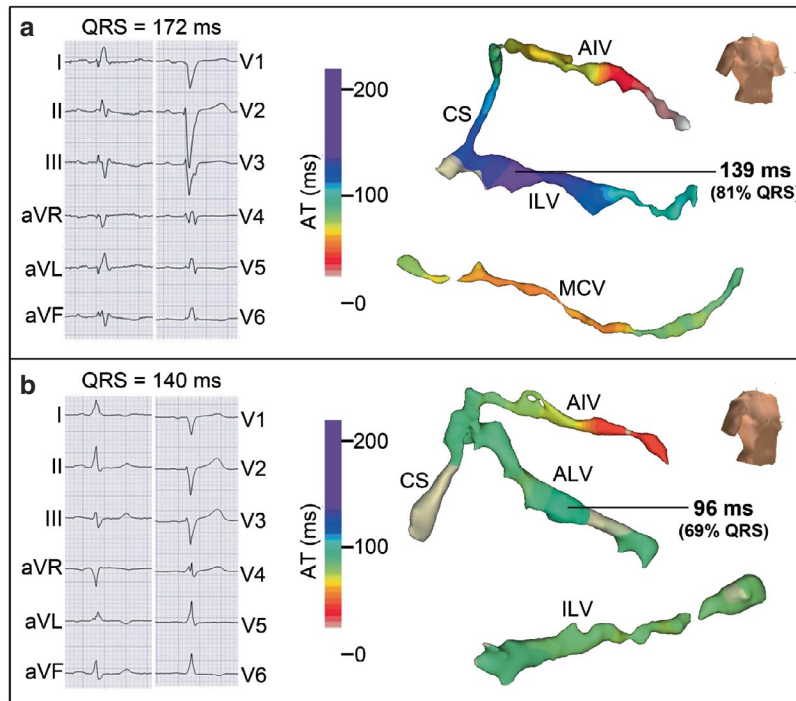 a
QRS = 172 ms
I
II
III
aVR
aVL
aVF
V1
V2
V3
V4
V5
V6
AT (ms)
200
100
0
AIV
CS
ILV
139 ms
(81% QRS)
MCV
b
QRS = 140 ms
I
II
III
aVR
aVL
aVF
V1
V2
V3
V4
V5
V6
AT (ms)
200
100
0
AIV
CS
ALV
96 ms
(69% QRS)
ILV